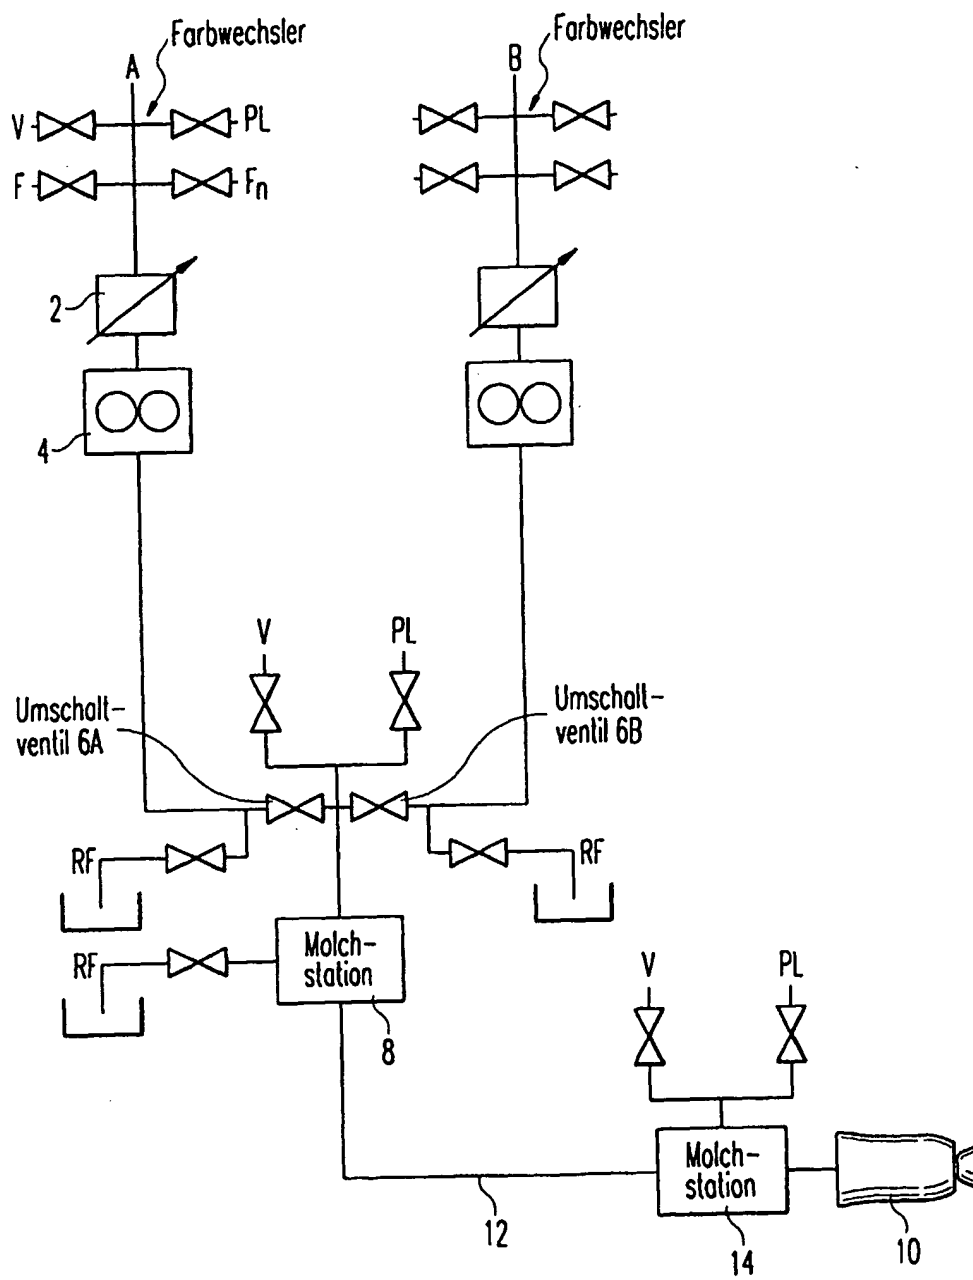 Farbwechsler
Farbwechsler
A
B
V
PL
F
Fn
2
4
V
PL
Umschalt-
ventil 6A
Umschalt-
ventil 6B
RF
RF
RF
Molch-
station
8
V
PL
Molch-
station
12
14
10